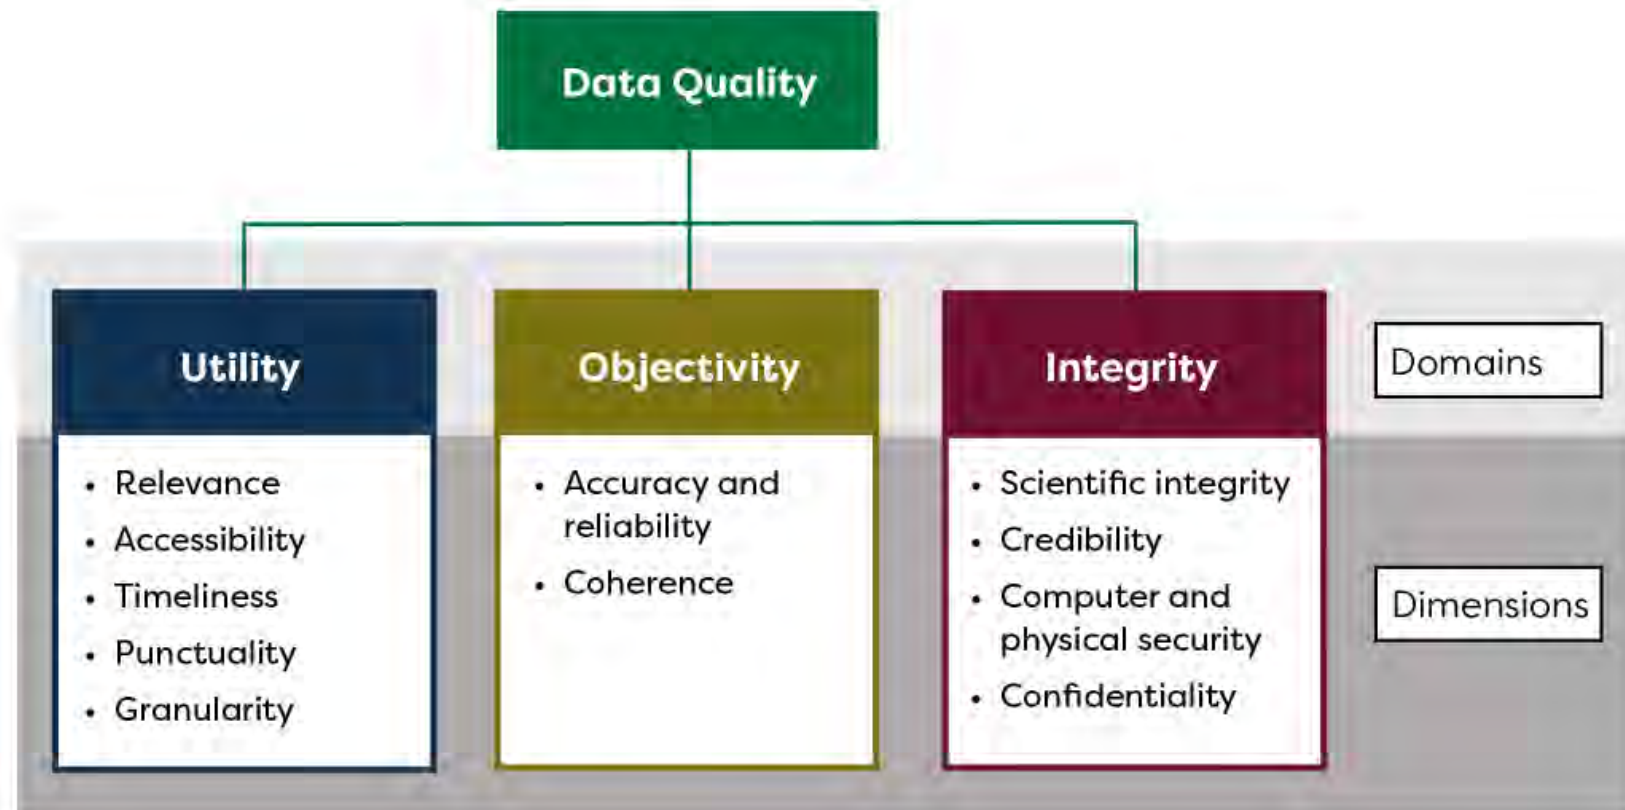 Data Quality
Utility
• Relevance
• Accessibility
• Timeliness
• Punctuality
• Granularity
Objectivity
• Accuracy and
reliability
• Coherence
Integrity
• Scientific integrity
• Credibility
• Computer and
physical security
• Confidentiality
Domains
Dimensions